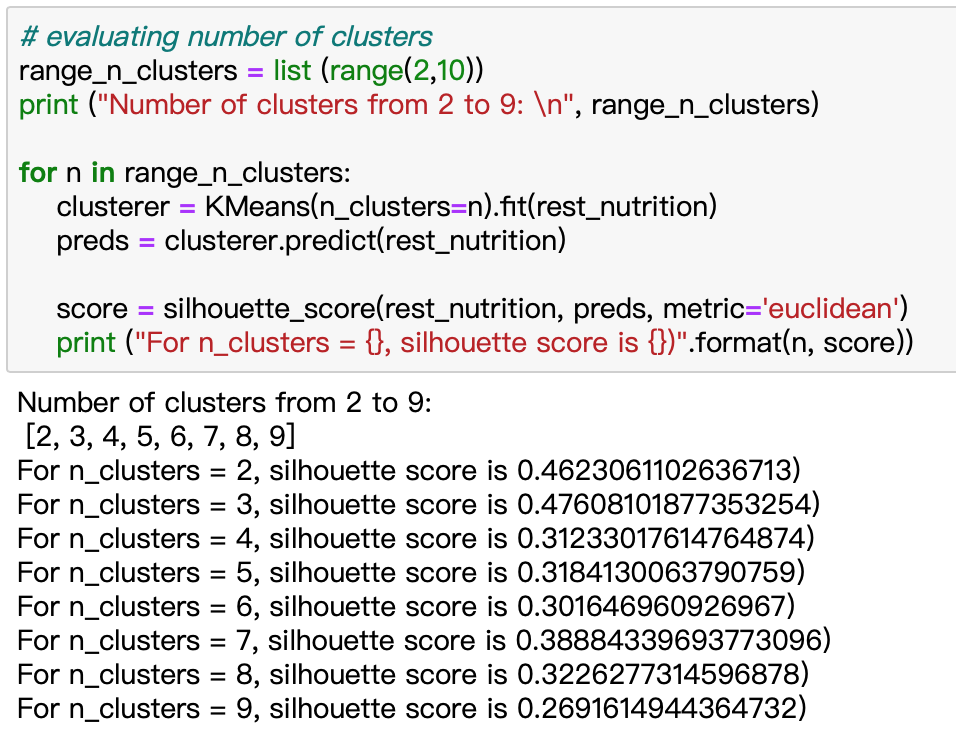 # evaluating number of clusters
range_n_clusters = list (range(2,10))
print ("Number of clusters from 2 to 9: \n", range_n_clusters)
for n in range_n_clusters:
    clusterer = KMeans(n_clusters=n).fit(rest_nutrition)
    preds = clusterer.predict(rest_nutrition)
    score = silhouette_score(rest_nutrition, preds, metric='euclidean')
    print ("For n_clusters = {}, silhouette score is {})".format(n, score))
Number of clusters from 2 to 9:
 [2, 3, 4, 5, 6, 7, 8, 9]
For n_clusters = 2, silhouette score is 0.4623061102636713)
For n_clusters = 3, silhouette score is 0.47608101877353254)
For n_clusters = 4, silhouette score is 0.31233017614764874)
For n_clusters = 5, silhouette score is 0.3184130063790759)
For n_clusters = 6, silhouette score is 0.301646960926967)
For n_clusters = 7, silhouette score is 0.38884339693773096)
For n_clusters = 8, silhouette score is 0.3226277314596878)
For n_clusters = 9, silhouette score is 0.2691614944364732)